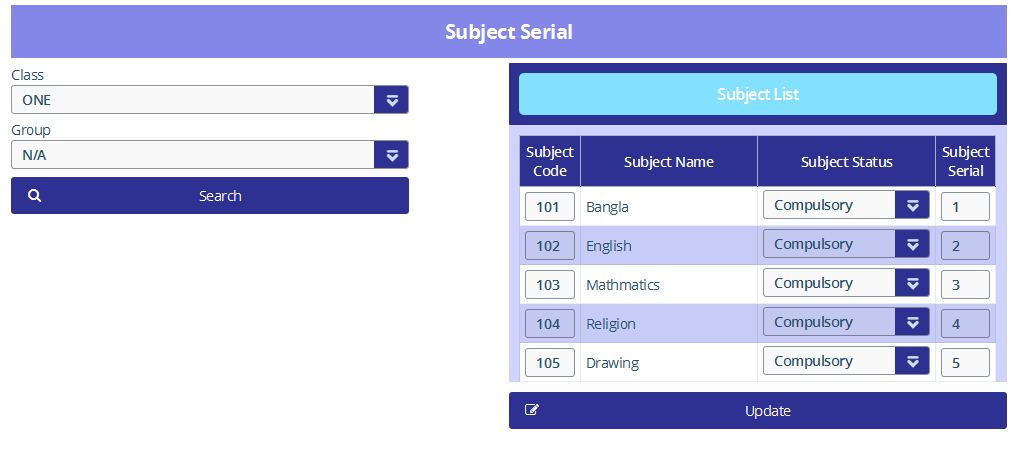 Subject Serial
Class
ONE
Group
N/A
Search
Subject List
Subject Code Subject Name Subject Status Subject Serial
101 Bangla Compulsory 1
102 English Compulsory 2
103 Mathmatics Compulsory 3
104 Religion Compulsory 4
105 Drawing Compulsory 5
Update